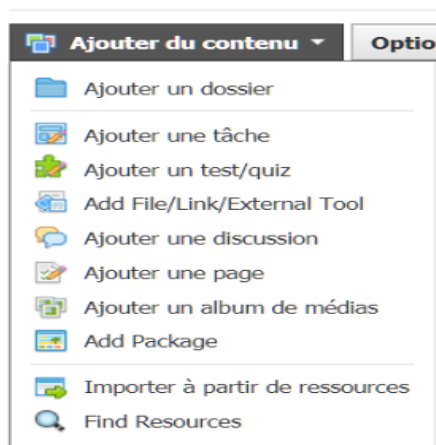 Ajouter du contenu Optio
Ajouter un dossier
Ajouter une tâche
Ajouter un test/quiz
Add File/Link/External Tool
Ajouter une discussion
Ajouter une page
Ajouter un album de médias
Add Package
Importer à partir de ressources
Find Resources